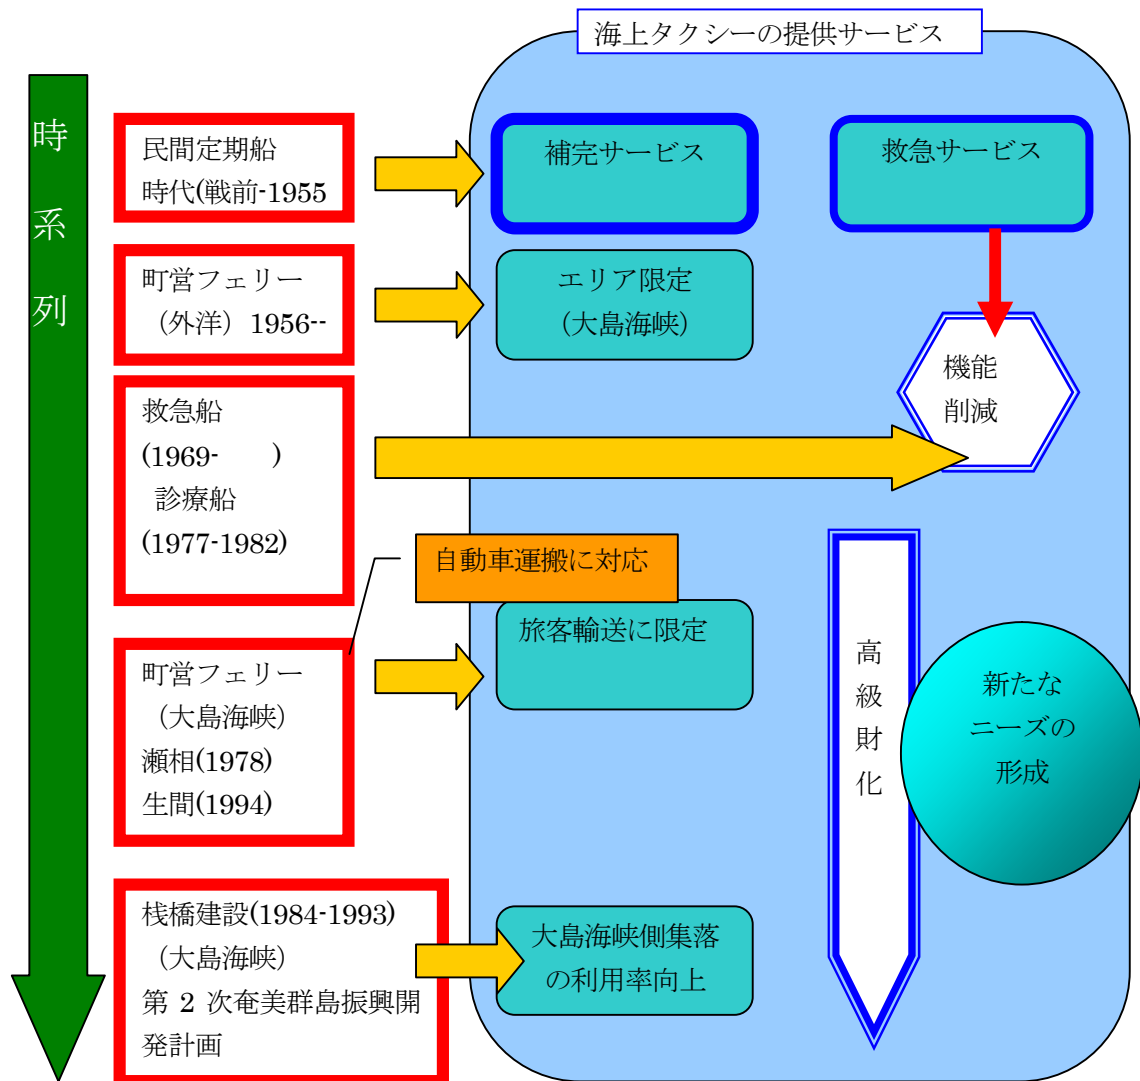 海上タクシーの提供サービス
時系列
民間定期船
時代(戦前-1955
補完サービス
救急サービス
町営フェリー
（外洋）1956--
エリア限定
（大島海峡）
機能
削減
救急船
(1969-　　)
診療船
(1977-1982)
自動車運搬に対応
旅客輸送に限定
町営フェリー
（大島海峡）
瀬相(1978)
生間(1994)
高級財化
新たな
ニーズの
形成
桟橋建設(1984-1993)
（大島海峡）
第 2 次奄美群島振興開
発計画
大島海峡側集落
の利用率向上